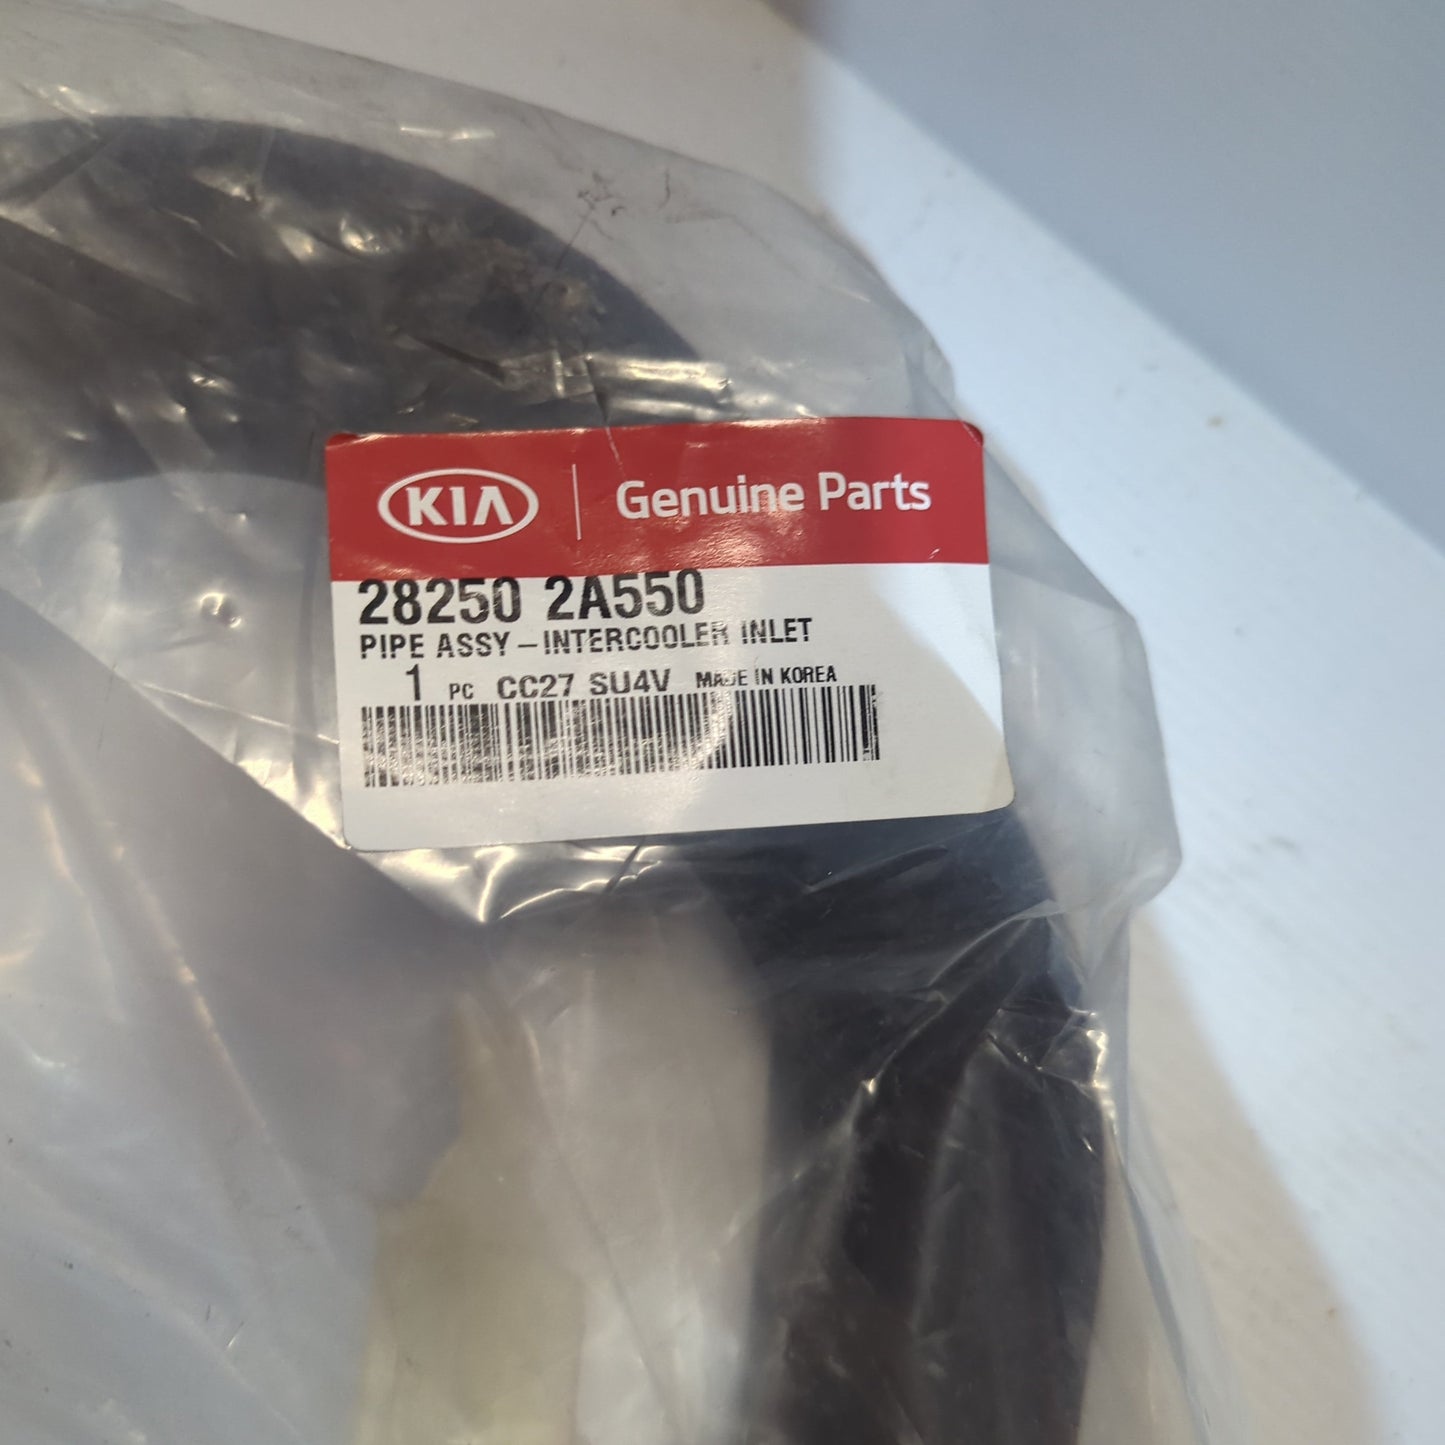 KIA Genuine Parts
28250 2A550
PIPE ASSY-INTERCOOLER INLET
1 PC CC27 SU4V MADE IN KOREA